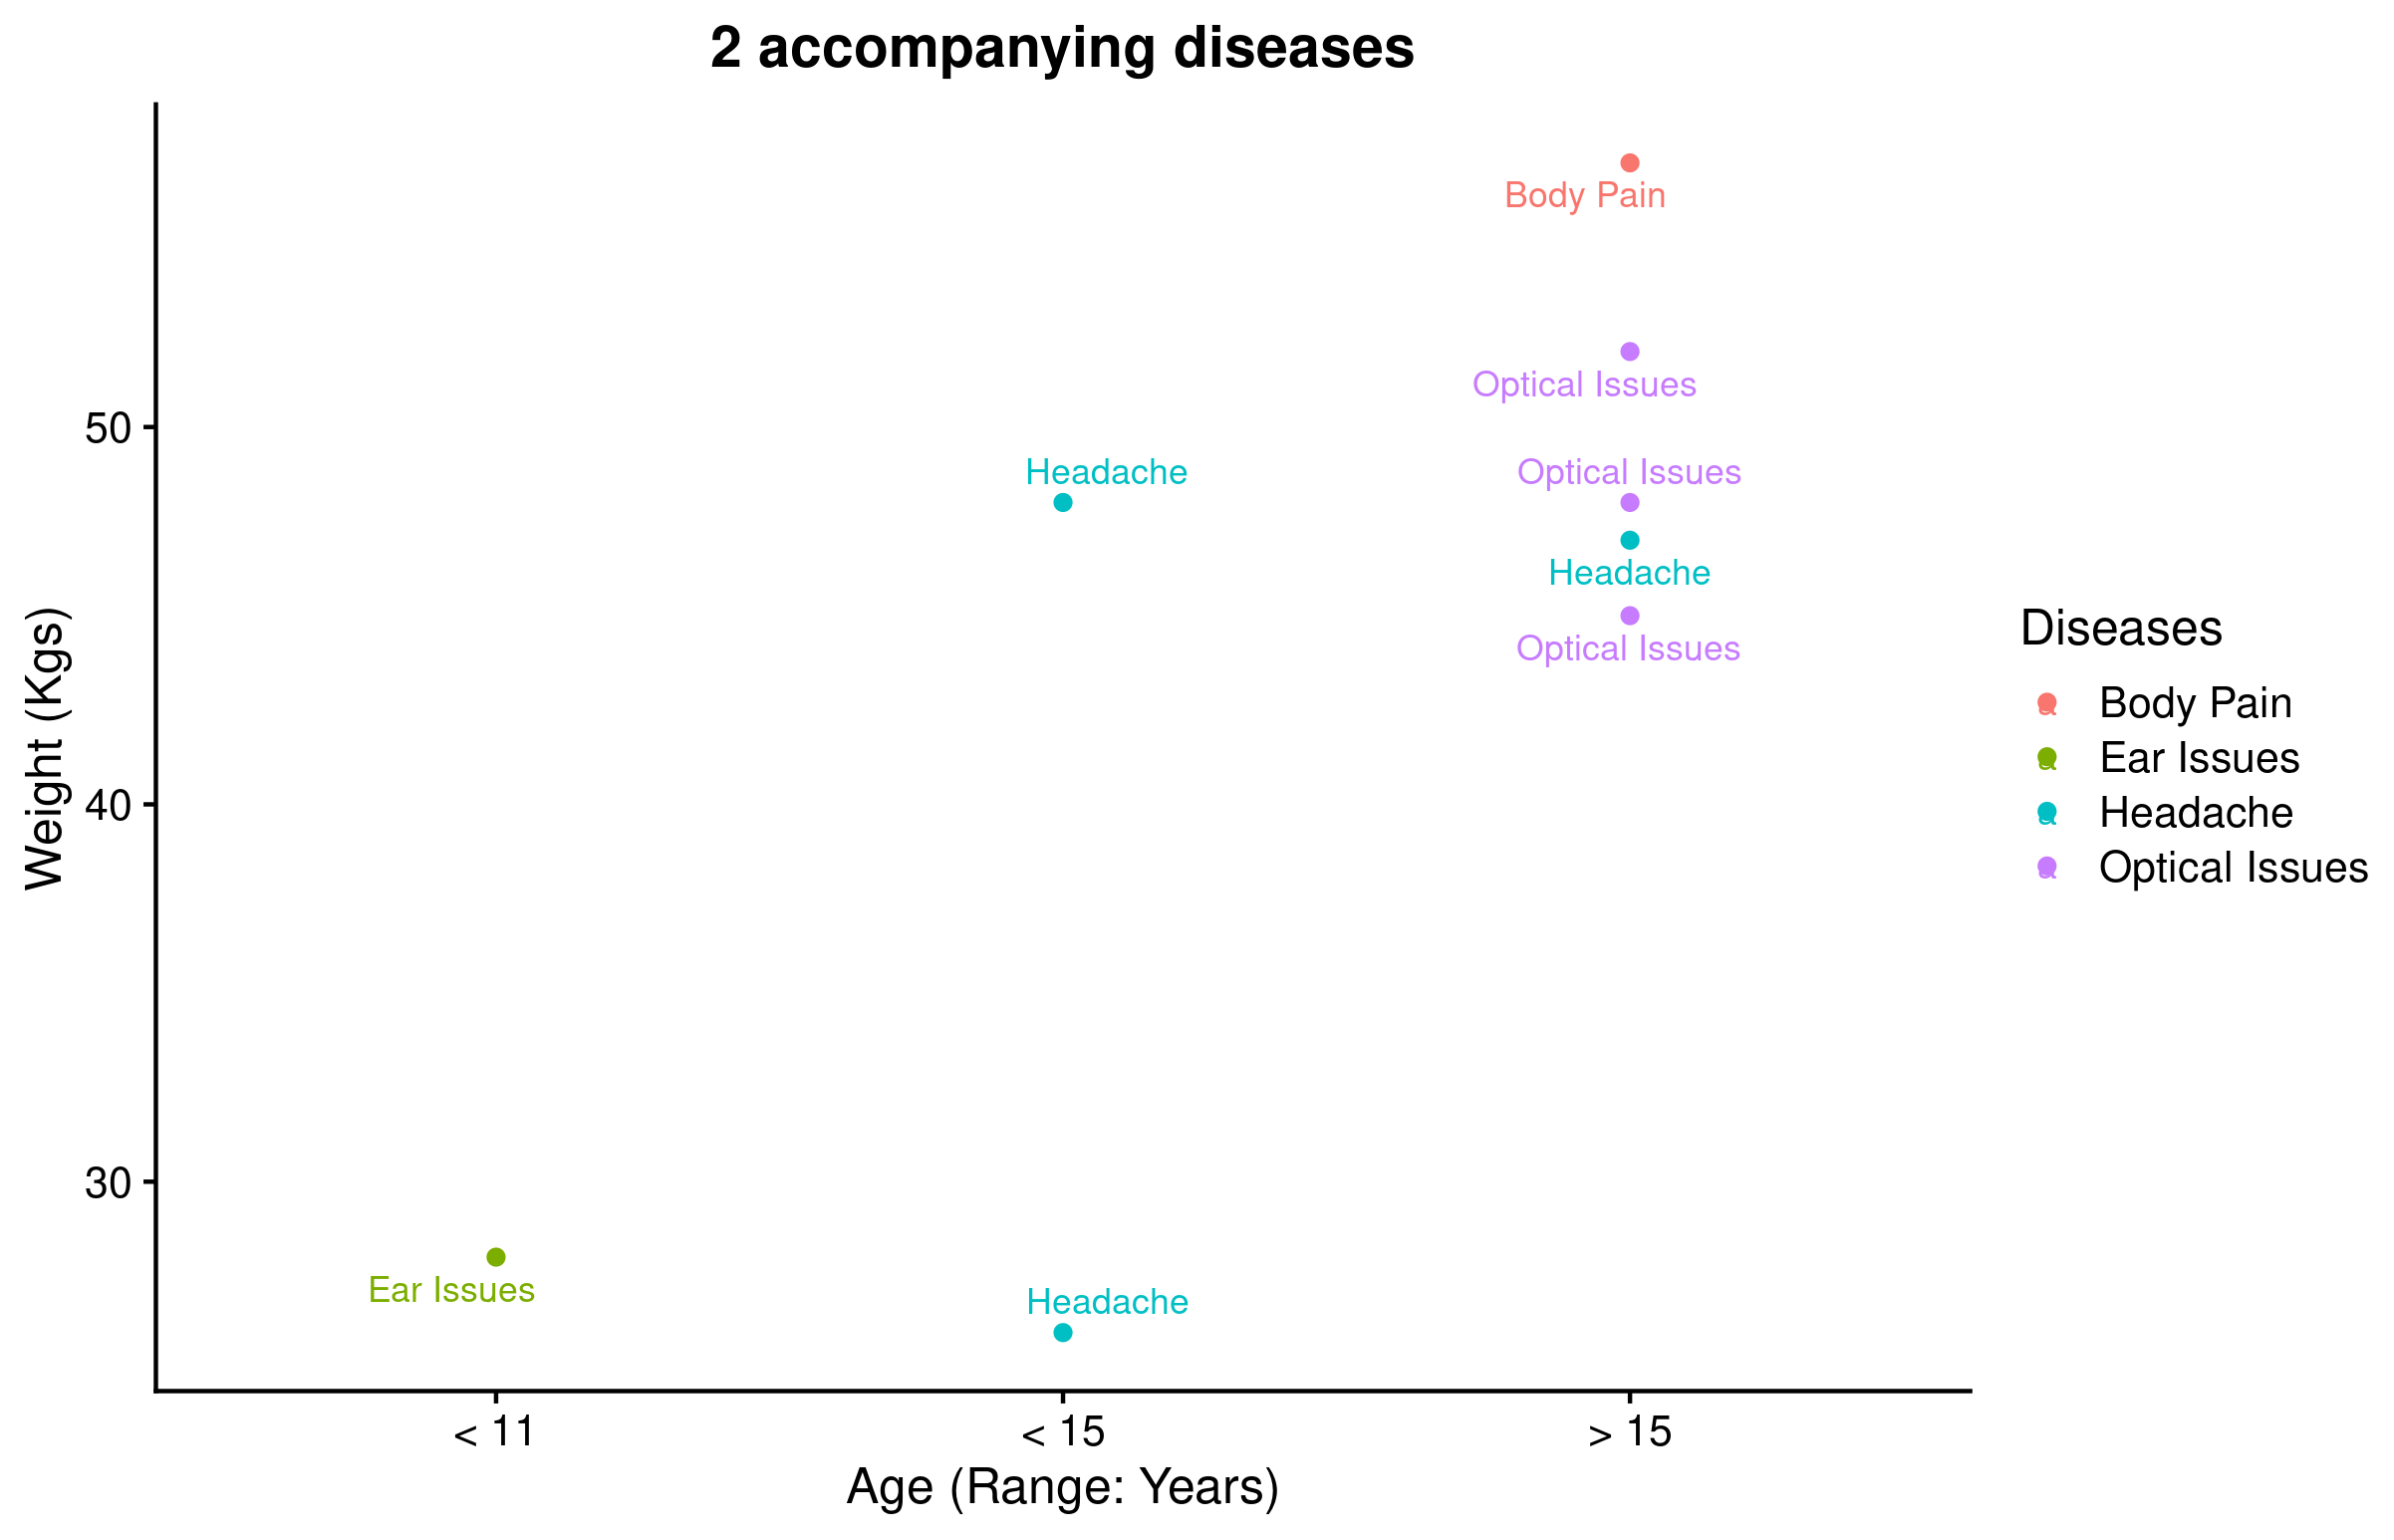 2 accompanying diseases
Body Pain
Optical Issues
50
Headache
Optical Issues
Headache
Optical Issues
Weight (Kgs)
40
30
Ear Issues
Headache
< 11
< 15
> 15
Age (Range: Years)
Diseases
Body Pain
Ear Issues
Headache
Optical Issues